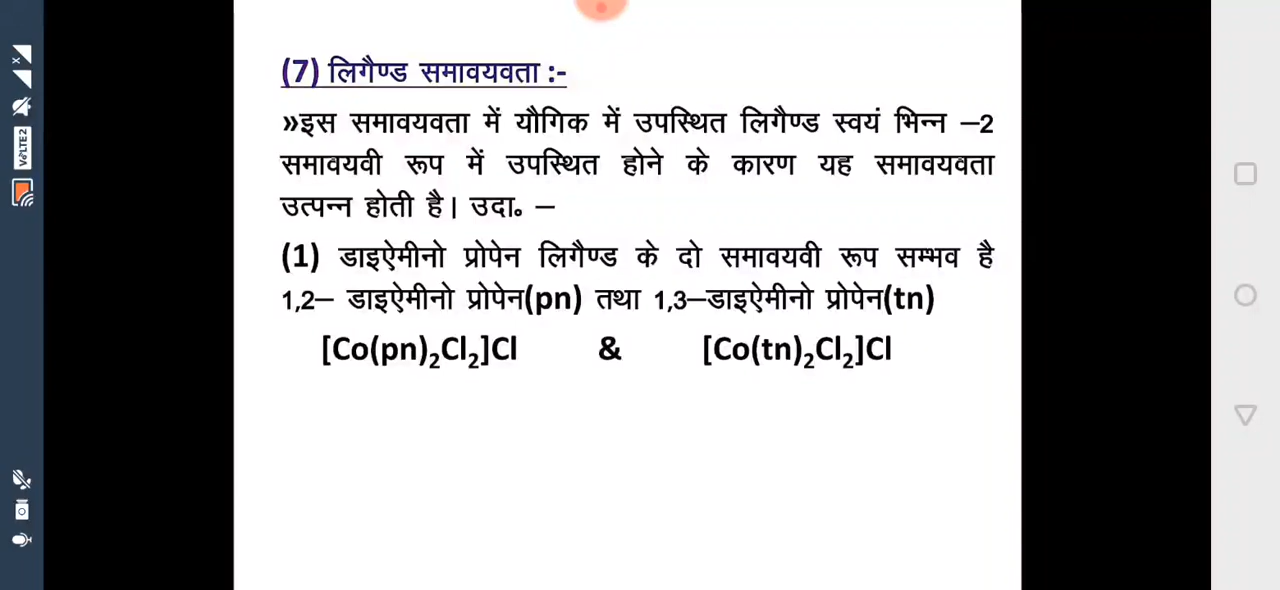 (7) लिगैण्ड समावयवता :-
»इस समावयवता में यौगिक में उपस्थित लिगैण्ड स्वयं भिन्न –2
समावयवी रूप में उपस्थित होने के कारण यह समावयवता
उत्पन्न होती है। उदा० –
(1) डाइऐमीनो प्रोपेन लिगैण्ड के दो समावयवी रूप सम्भव है
1,2– डाइऐमीनो प्रोपेन(pn) तथा 1,3–डाइऐमीनो प्रोपेन(tn)
[Co(pn)₂Cl₂]Cl & [Co(tn)₂Cl₂]Cl
VoLTE2